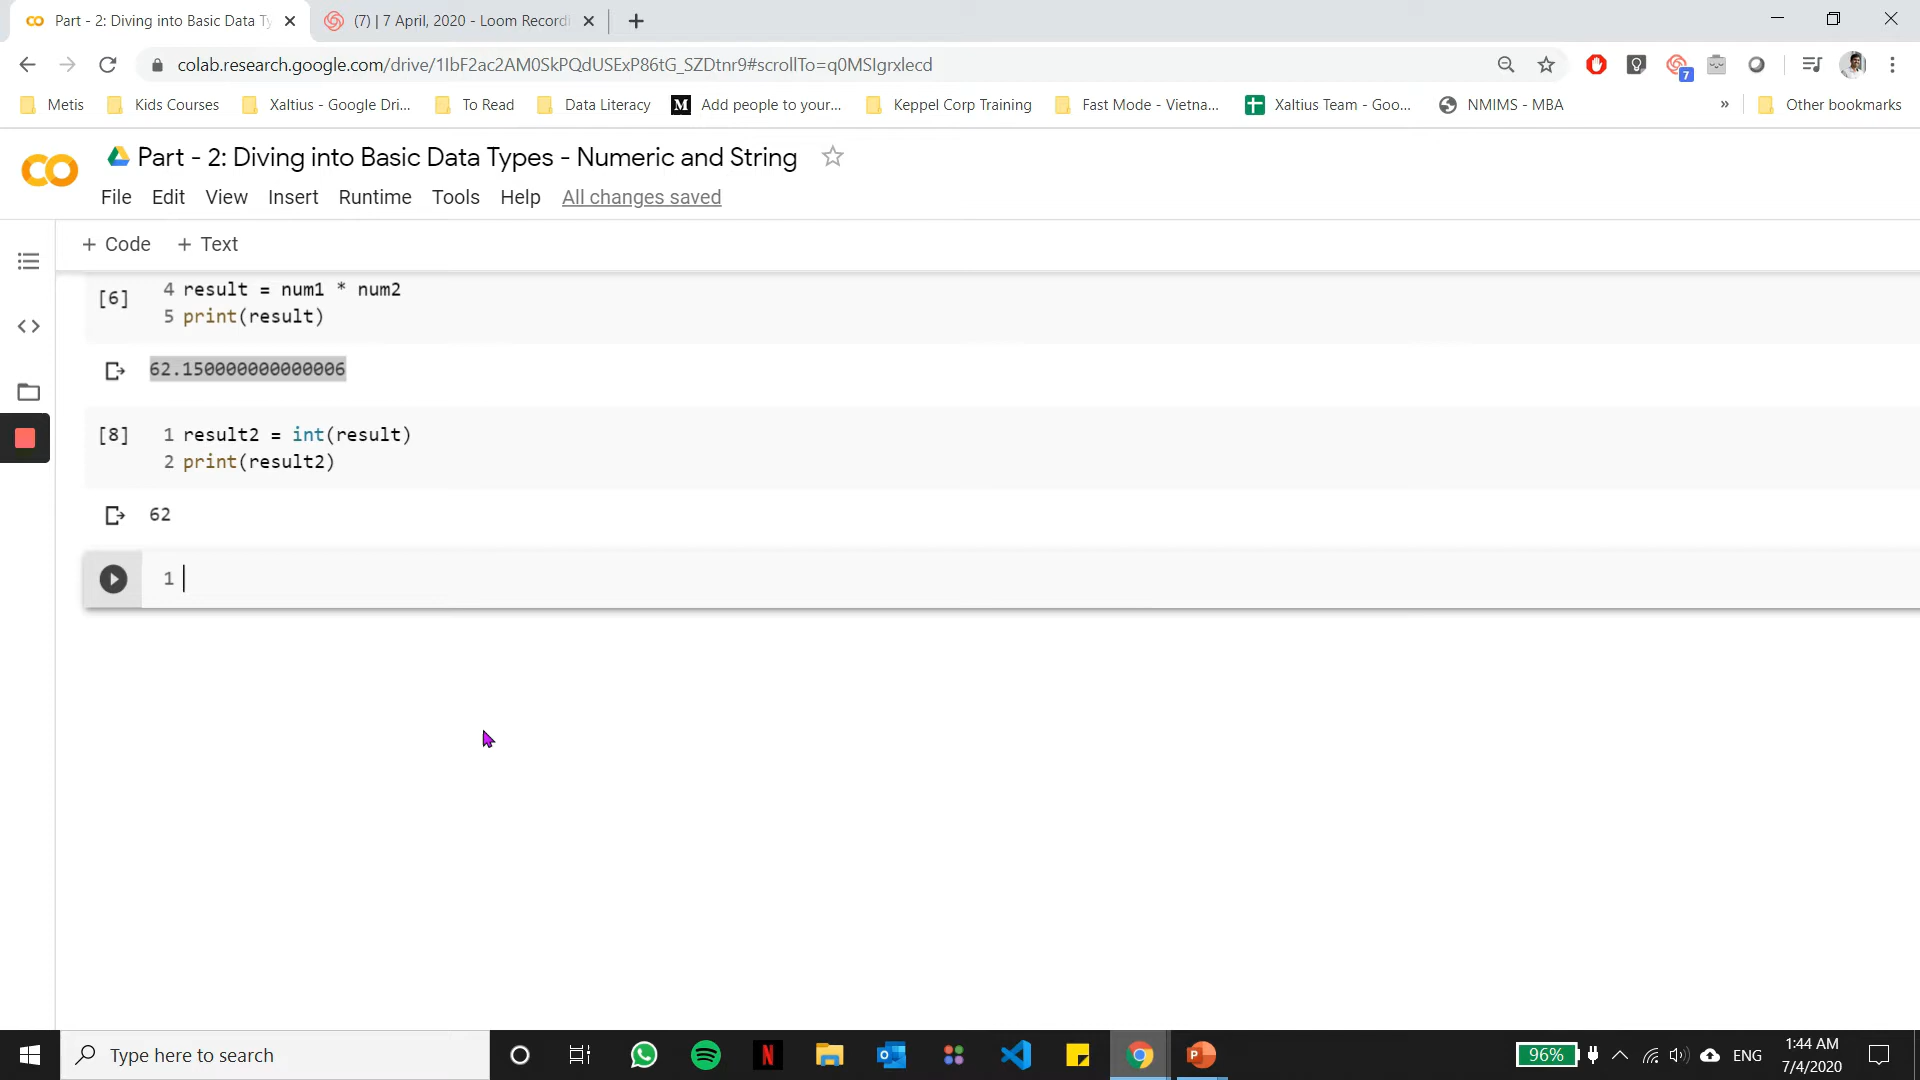 Part - 2: Diving into Basic Data Ty
(7) | 7 April, 2020 - Loom Recordi
colab.research.google.com/drive/1IbF2ac2AM0SkPQdUSExP86tG_SZDtnr9#scrollTo=q0MSIgrxlecd
7
Metis Kids Courses Xaltius - Google Dri... To Read Data Literacy M Add people to your... Keppel Corp Training Fast Mode - Vietna... Xaltius Team - Goo... NMIMS - MBA » Other bookmarks
Part - 2: Diving into Basic Data Types - Numeric and String
File Edit View Insert Runtime Tools Help All changes saved
+ Code + Text
[6] 4 result = num1 * num2
5 print(result)
62.150000000000006
[8] 1 result2 = int(result)
2 print(result2)
62
1
Type here to search
N
P
96%
ENG
1:44 AM
7/4/2020